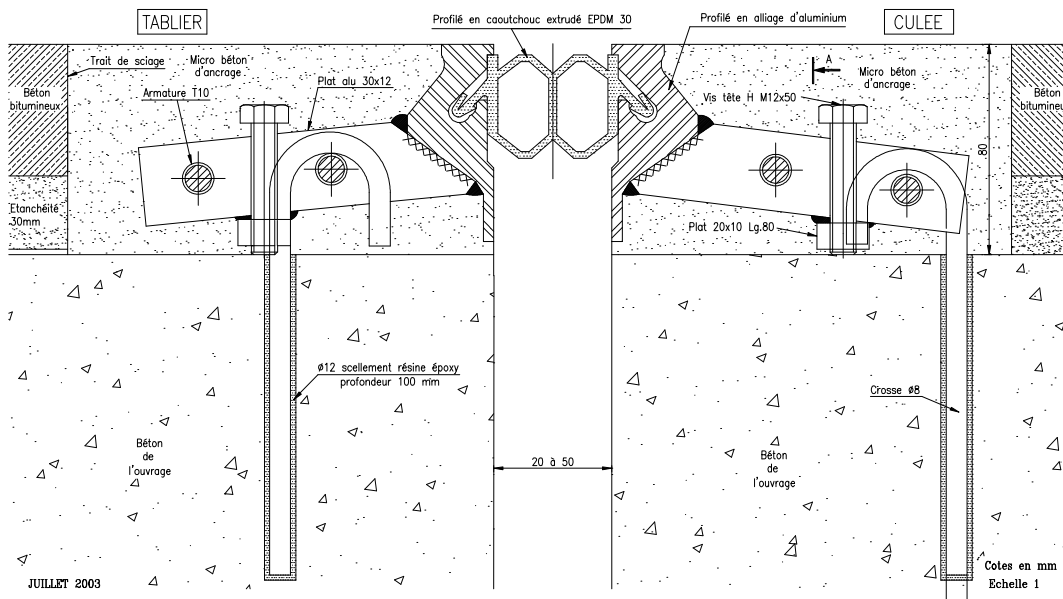 TABLIER
Profilé en caoutchouc extrudé EPDM 30
Profilé en alliage d'aluminium
CULEE
Trait de sciage
Micro béton
d'ancrage
Béton
bitumineux
Armature T10
Plat alu 30x12
A
Vis tête H M12x50
Micro béton
d'ancrage
Béton
bitumineux
80
Etanchéité
30mm
Plat 20x10 Lg.80
ø12 scellement résine époxy
profondeur 100 mm
Crosse ø8
Béton
de
l'ouvrage
20 à 50
Béton
de
l'ouvrage
JUILLET 2003
Cotes en mm
Echelle 1